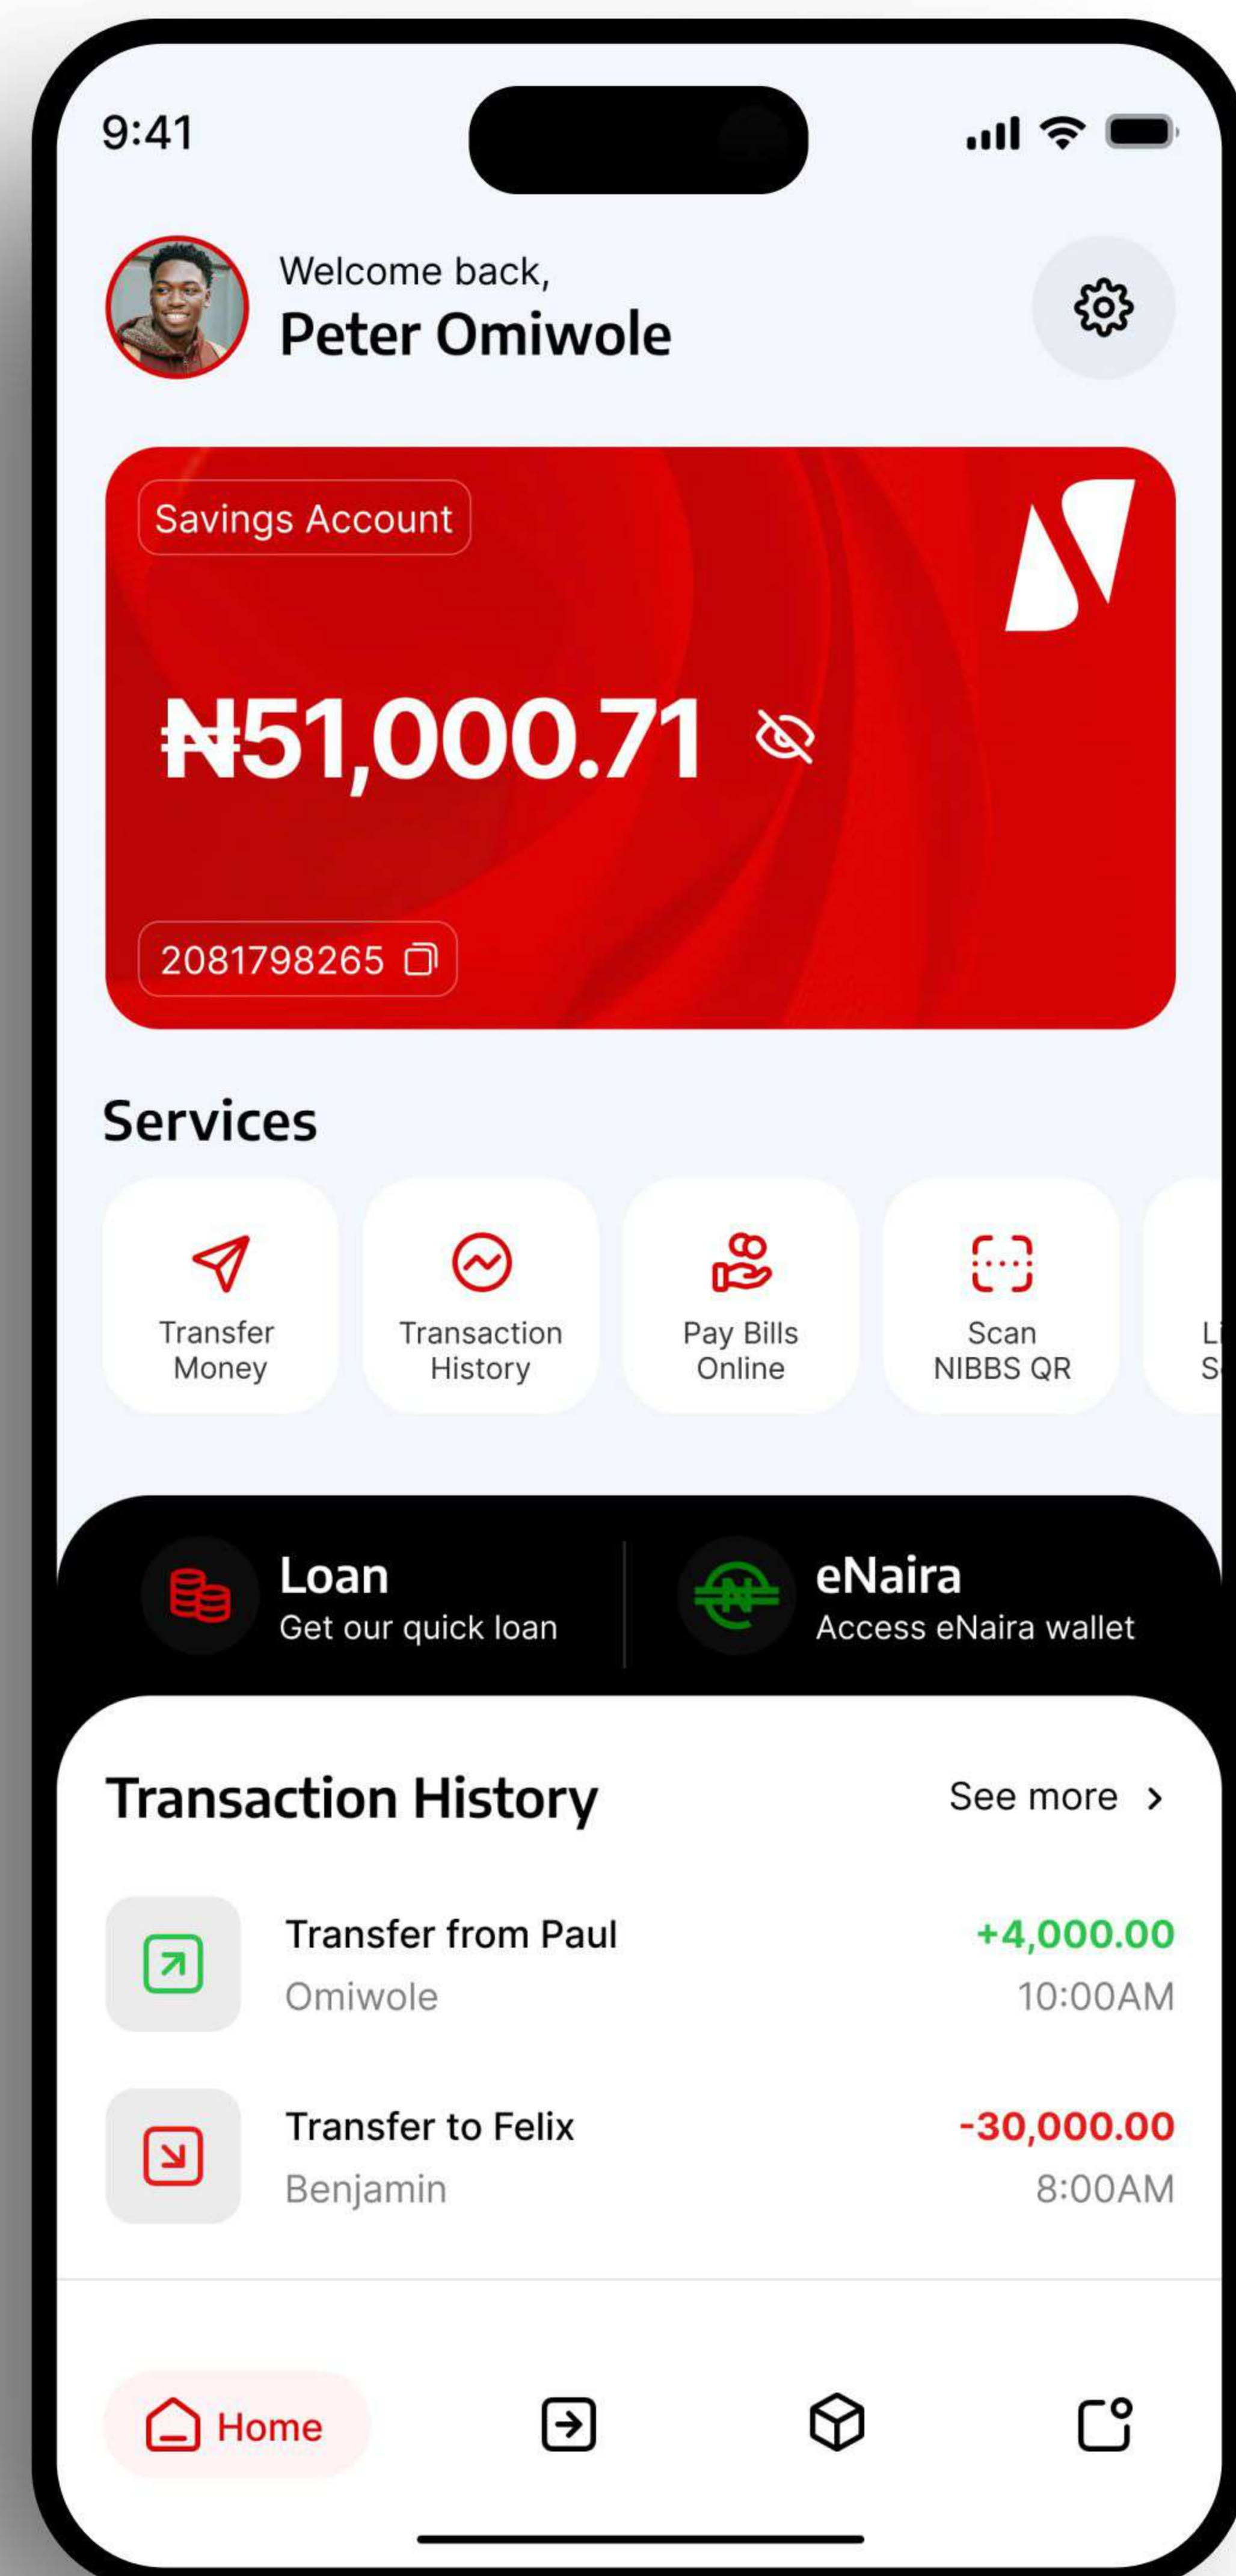 9:41
Welcome back,
Peter Omiwole
Savings Account
₦51,000.71
2081798265
Services
Transfer
Money
Transaction
History
Pay Bills
Online
Scan
NIBBS QR
Loan
Get our quick loan
eNaira
Access eNaira wallet
Transaction History
See more
Transfer from Paul
+4,000.00
Omiwole
10:00AM
Transfer to Felix
-30,000.00
Benjamin
8:00AM
Home